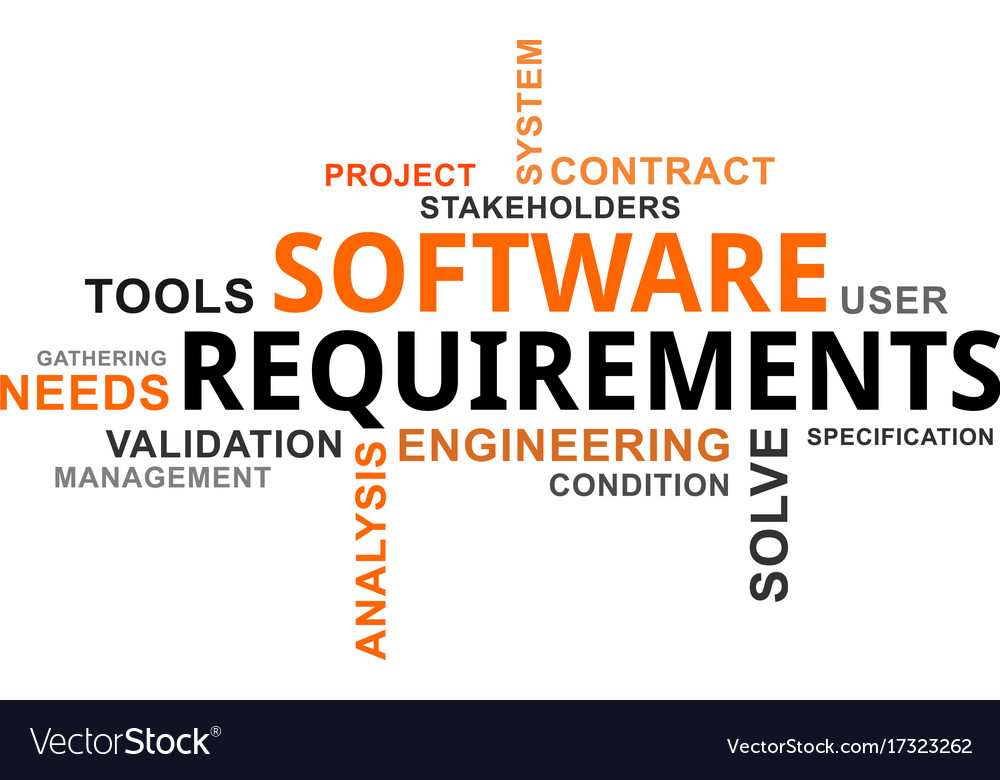 SYSTEM
PROJECT
CONTRACT
STAKEHOLDERS
TOOLS
SOFTWARE
USER
GATHERING
NEEDS
REQUIREMENTS
VALIDATION
ENGINEERING
SPECIFICATION
MANAGEMENT
CONDITION
ANALYSIS
SOLVE
VectorStock®
VectorStock.com/17323262